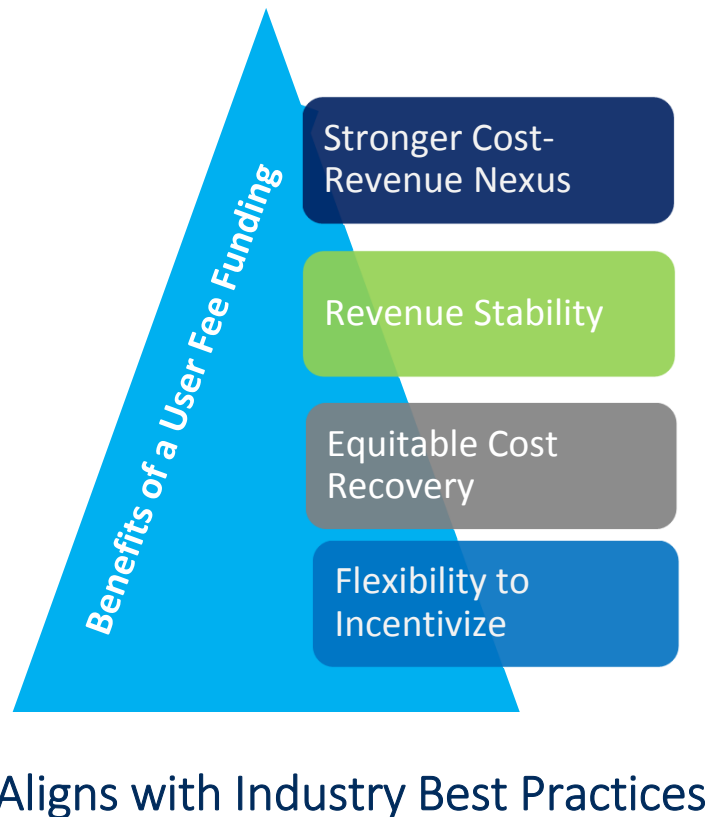 Benefits of a User Fee Funding
Stronger Cost-
Revenue Nexus
Revenue Stability
Equitable Cost
Recovery
Flexibility to
Incentivize
Aligns with Industry Best Practices